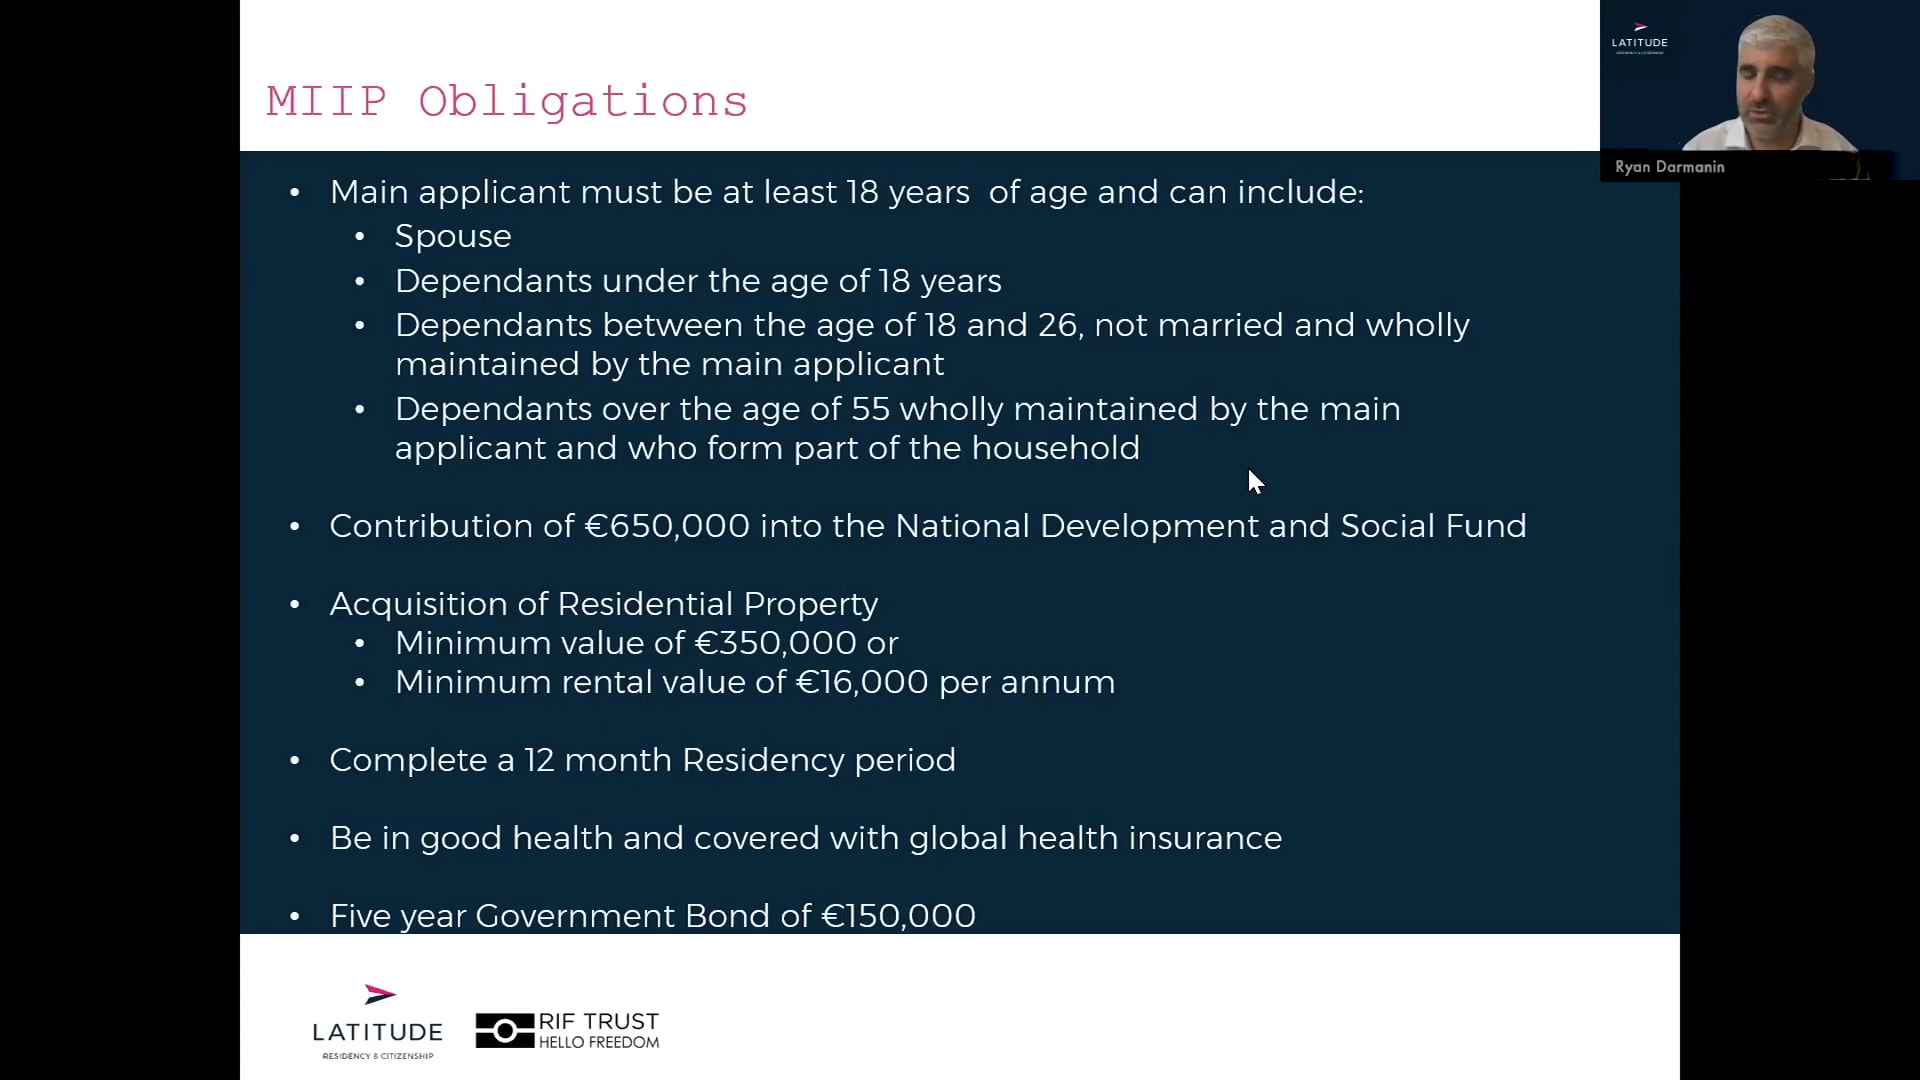 MIIP Obligations
LATITUDE
Ryan Darmanin
• Main applicant must be at least 18 years  of age and can include:
• Spouse
• Dependants under the age of 18 years
• Dependants between the age of 18 and 26, not married and wholly
maintained by the main applicant
• Dependants over the age of 55 wholly maintained by the main
applicant and who form part of the household
• Contribution of €650,000 into the National Development and Social Fund
• Acquisition of Residential Property
• Minimum value of €350,000 or
• Minimum rental value of €16,000 per annum
• Complete a 12 month Residency period
• Be in good health and covered with global health insurance
• Five year Government Bond of €150,000
LATITUDE
RESIDENCY & CITIZENSHIP
RIF TRUST
HELLO FREEDOM